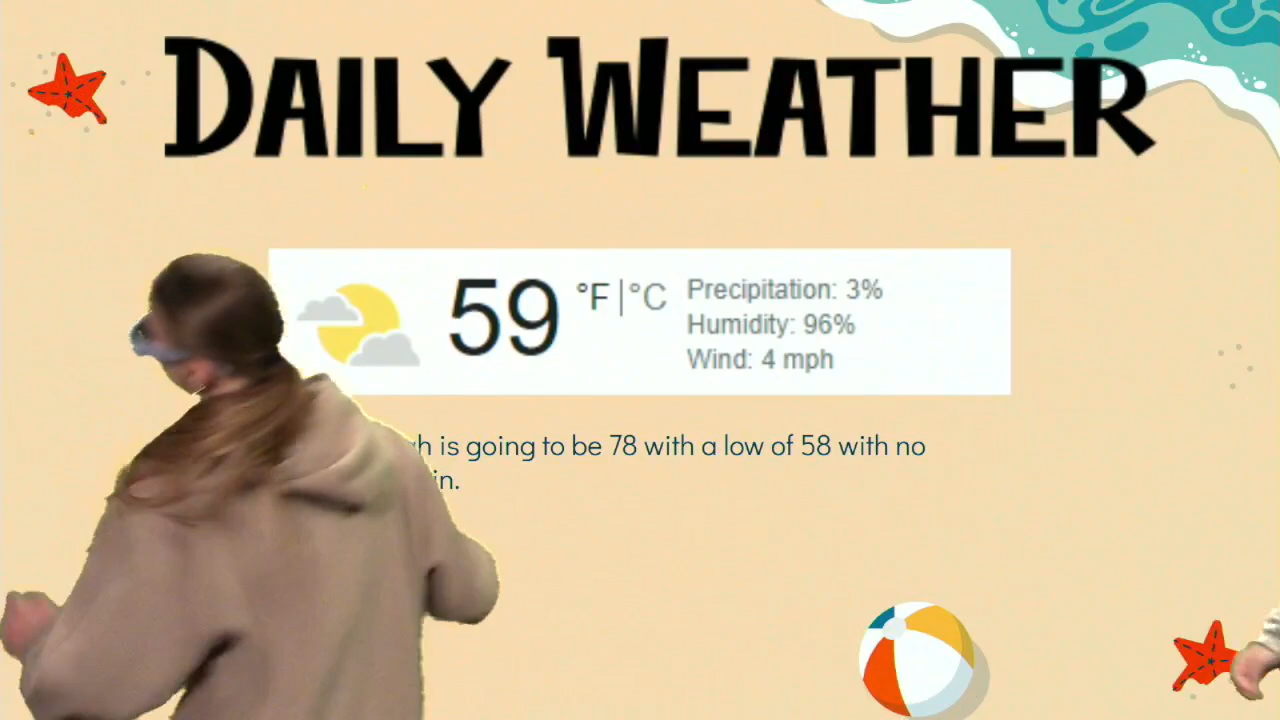 DAILY WEATHER
59 °F | °C
Precipitation: 3%
Humidity: 96%
Wind: 4 mph
is going to be 78 with a low of 58 with no